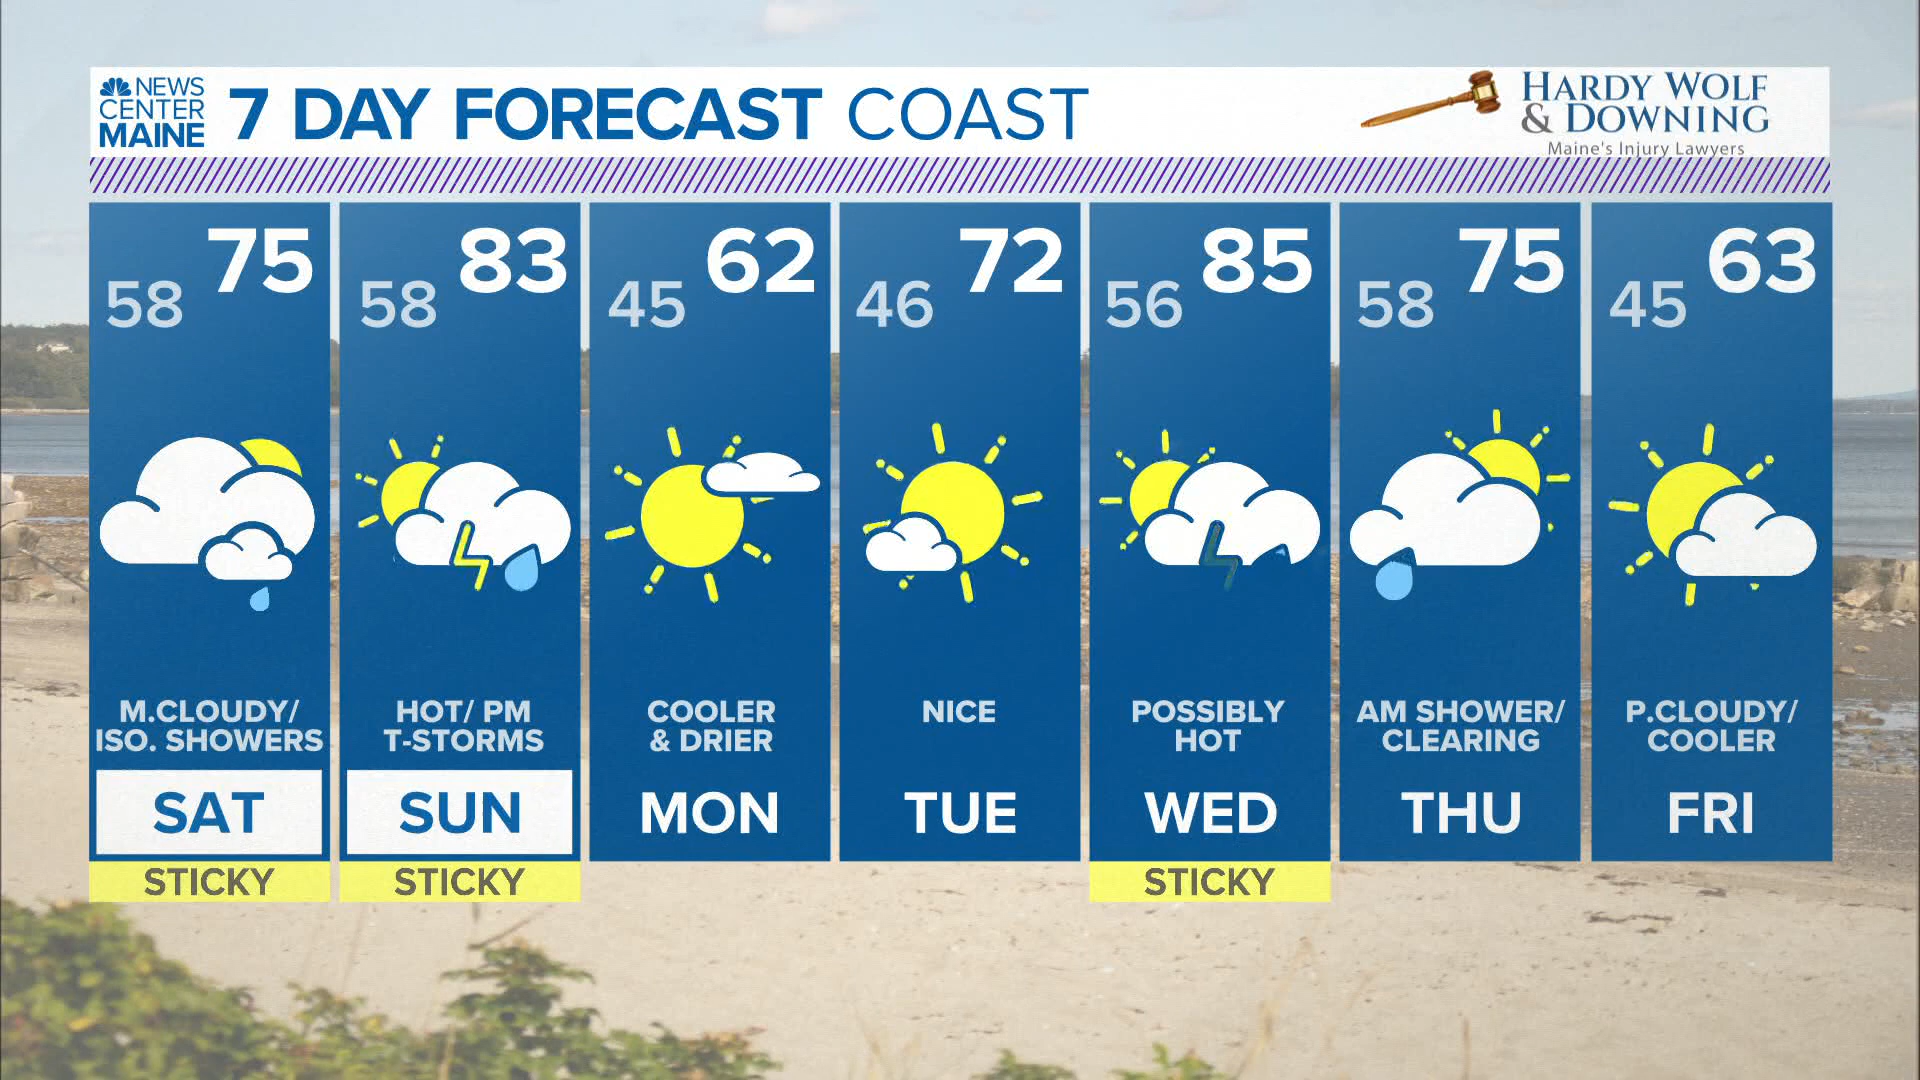 NEWS
CENTER
MAINE
7 DAY FORECAST COAST
HARDY WOLF
& DOWNING
Maine's Injury Lawyers
58 75
M.CLOUDY/
ISO. SHOWERS
SAT
STICKY
58 83
HOT/ PM
T-STORMS
SUN
STICKY
45 62
COOLER
& DRIER
MON
46 72
NICE
TUE
56 85
POSSIBLY
HOT
WED
STICKY
58 75
AM SHOWER/
CLEARING
THU
45 63
P.CLOUDY/
COOLER
FRI